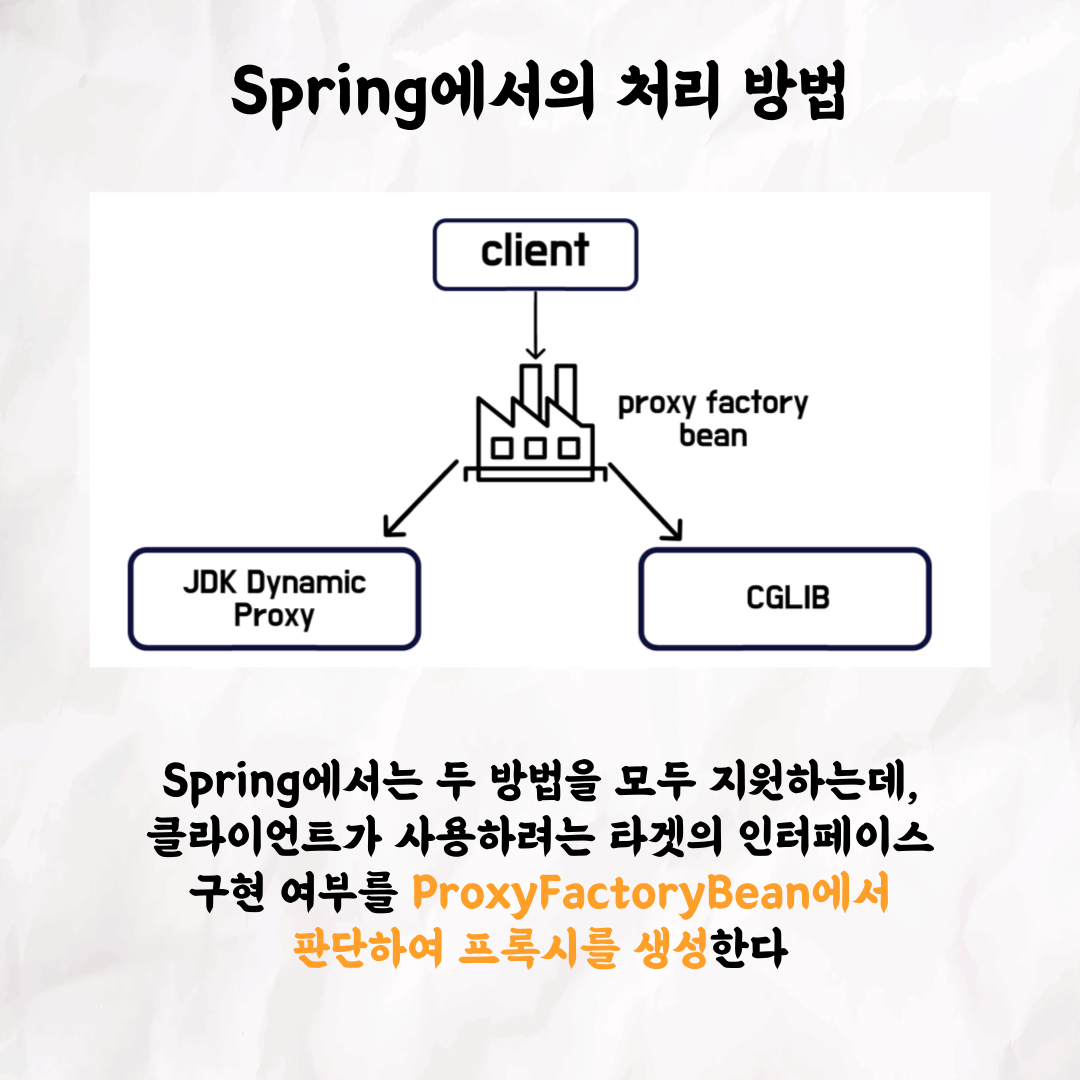 Spring에서의 처리 방법
client
proxy factory
bean
JDK Dynamic
Proxy
CGLIB
Spring에서는 두 방법을 모두 지원하는데,
클라이언트가 사용하려는 타겟의 인터페이스
구현 여부를 ProxyFactoryBean에서
판단하여 프록시를 생성한다